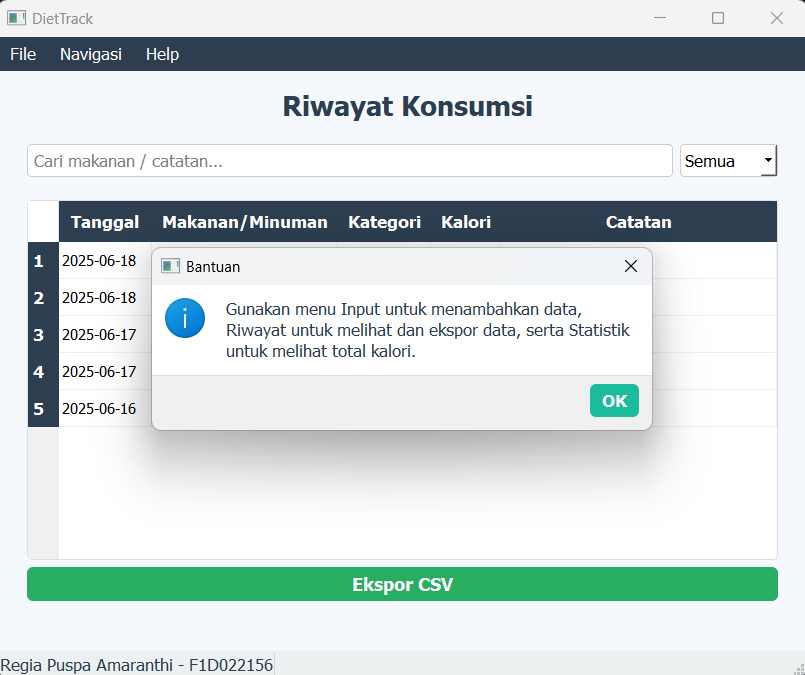 DietTrack
File Navigasi Help
Riwayat Konsumsi
Cari makanan / catatan... Semua
Tanggal Makanan/Minuman Kategori Kalori Catatan
1 2025-06-18
2 2025-06-18
3 2025-06-17
4 2025-06-17
5 2025-06-16
Bantuan
Gunakan menu Input untuk menambahkan data,
Riwayat untuk melihat dan ekspor data, serta Statistik
untuk melihat total kalori.
OK
Ekspor CSV
Regia Puspa Amaranthi - F1D022156